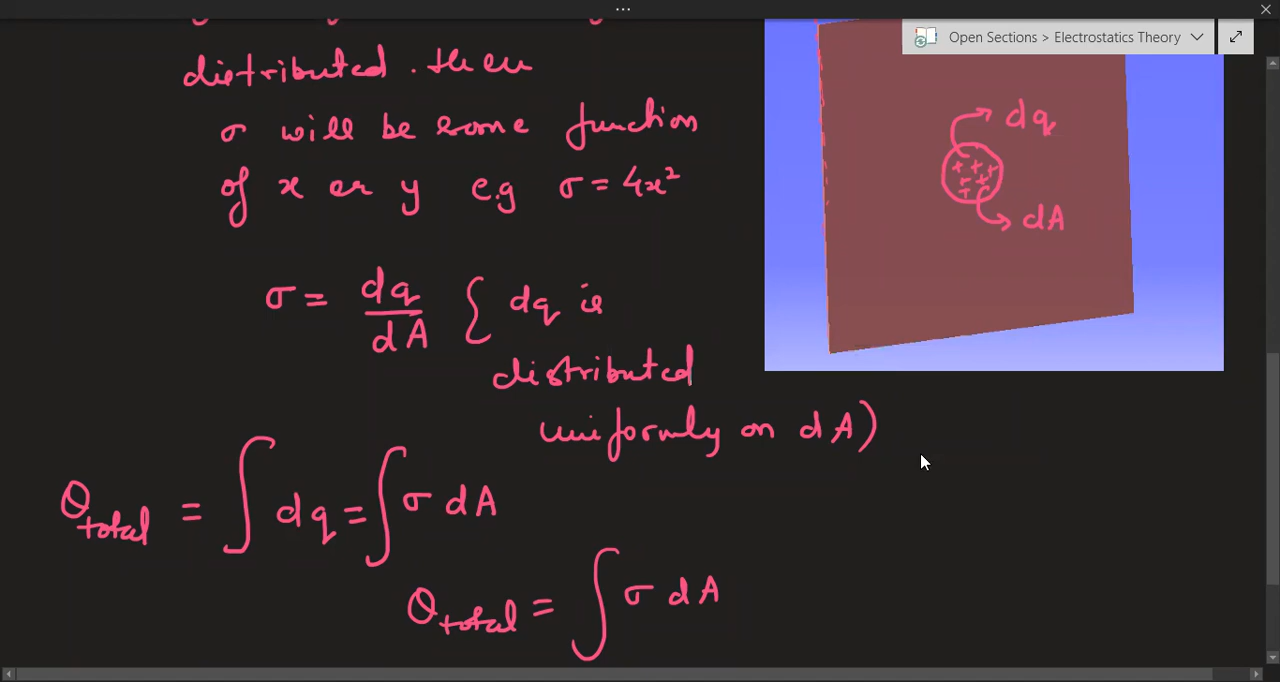 Open Sections > Electrostatics Theory
distributed. then
σ will be some function
of x or y e.g σ = 4x²
σ = dq/dA { dq is
distributed
uniformly on dA)
Q_total = ∫ dq = ∫ σ dA
Q_total = ∫ σ dA
dq
+ + +
+ +
+
dA